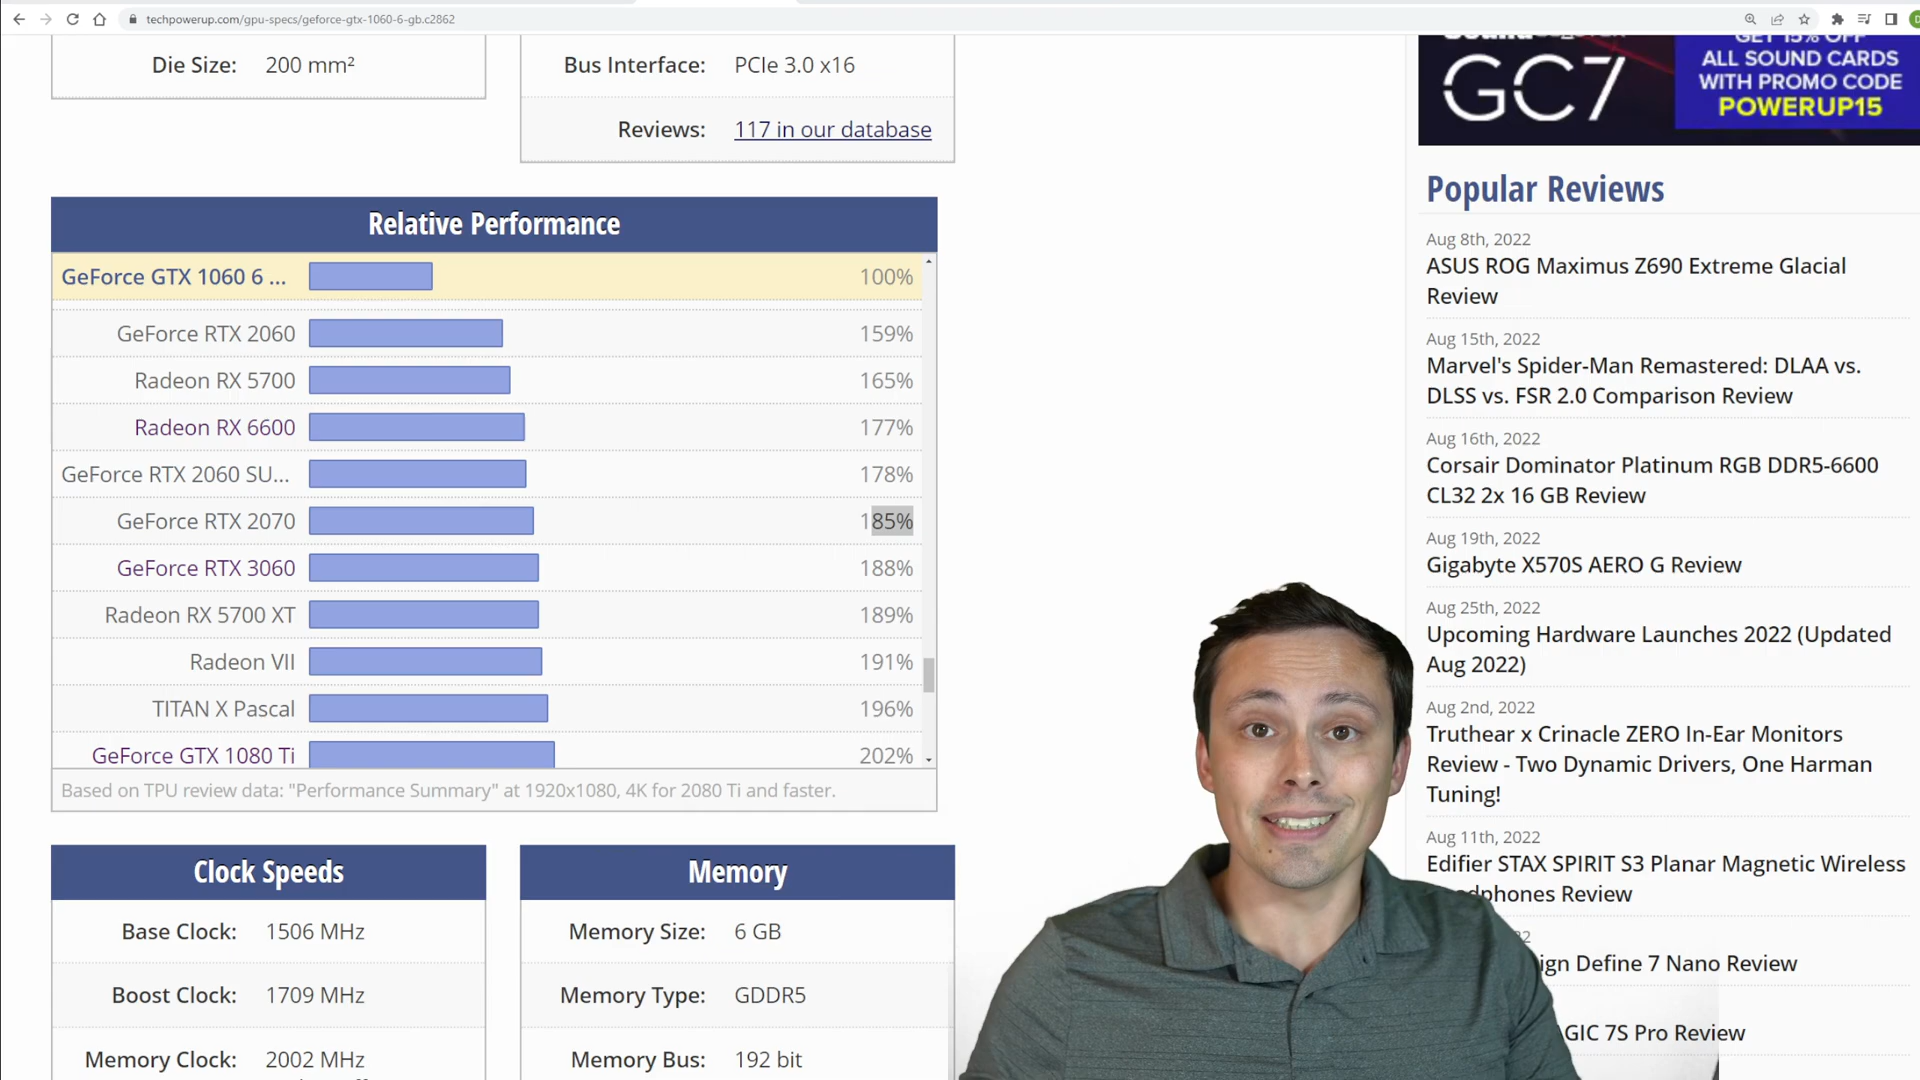 techpowerup.com/gpu-specs/geforce-gtx-1060-6-gb.c2862
Die Size: 200 mm²
Bus Interface: PCIe 3.0 x16
Reviews: 117 in our database
GET 15% OFF
ALL SOUND CARDS
WITH PROMO CODE
POWERUP15
GC7
Relative Performance
GeForce GTX 1060 6 ... 100%
GeForce RTX 2060 159%
Radeon RX 5700 165%
Radeon RX 6600 177%
GeForce RTX 2060 SU... 178%
GeForce RTX 2070 185%
GeForce RTX 3060 188%
Radeon RX 5700 XT 189%
Radeon VII 191%
TITAN X Pascal 196%
GeForce GTX 1080 Ti 202%
Based on TPU review data: "Performance Summary" at 1920x1080, 4K for 2080 Ti and faster.
Clock Speeds
Base Clock: 1506 MHz
Boost Clock: 1709 MHz
Memory Clock: 2002 MHz
Memory
Memory Size: 6 GB
Memory Type: GDDR5
Memory Bus: 192 bit
Popular Reviews
Aug 8th, 2022
ASUS ROG Maximus Z690 Extreme Glacial
Review
Aug 15th, 2022
Marvel's Spider-Man Remastered: DLAA vs.
DLSS vs. FSR 2.0 Comparison Review
Aug 16th, 2022
Corsair Dominator Platinum RGB DDR5-6600
CL32 2x 16 GB Review
Aug 19th, 2022
Gigabyte X570S AERO G Review
Aug 25th, 2022
Upcoming Hardware Launches 2022 (Updated
Aug 2022)
Aug 2nd, 2022
Truthear x Crinacle ZERO In-Ear Monitors
Review - Two Dynamic Drivers, One Harman
Tuning!
Aug 11th, 2022
Edifier STAX SPIRIT S3 Planar Magnetic Wireless
dphones Review
22
ign Define 7 Nano Review
GIC 7S Pro Review